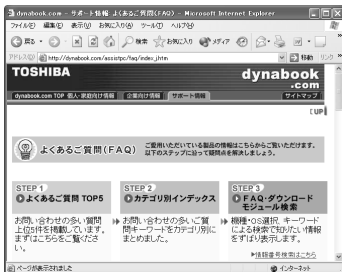 dynabook.com - サポート情報 よくあるご質問(FAQ) - Microsoft Internet Explorer
ファイル(F) 編集(E) 表示(V) お気に入り(A) ツール(T) ヘルプ(H)
戻る 検索 お気に入り メディア
アドレス(D) http://dynabook.com/assistpc/faq/index_j.htm 移動 リンク
TOSHIBA dynabook
.com
dynabook.com TOP 個人・家庭向け情報 企業向け情報 サポート情報 サイトマップ
[UP
よくあるご質問(FAQ) ご愛用いただいている製品の情報はこちらからご覧いただけます。
以下のステップに沿って疑問点を解決しましょう。
STEP 1 STEP 2 STEP 3
よくあるご質問 TOP5 カテゴリ別インデックス FAQ・ダウンロード
モジュール検索
お問い合わせの多い質問
上位5件を掲載しています。
まずはこちらをご覧くださ
い。
お問い合わせの多いご質
問キーワードをカテゴリ別に
まとめました。
機種・OS選択、キーワード
による検索で知りたい情報
をずばり表示します。
情報番号検索はこちら
ページが表示されました インターネット